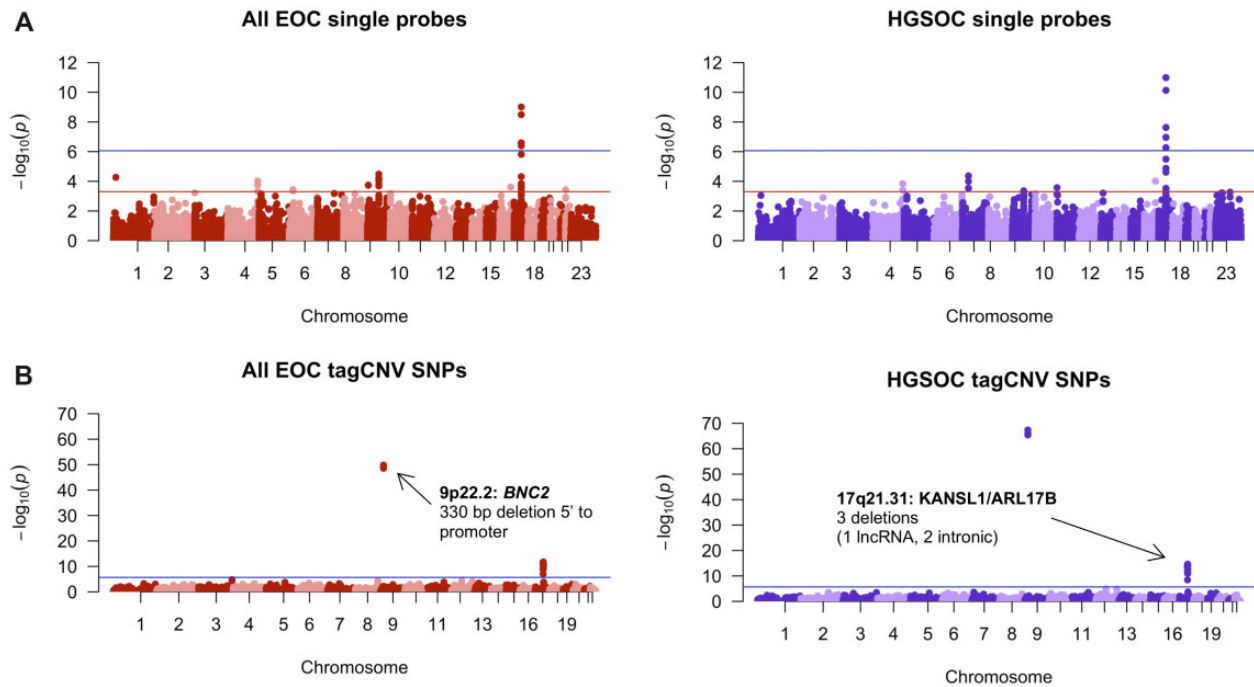 A
All EOC single probes
− log10(p)
12
10
8
6
4
2
0
1 2 3 4 5 6 8 10 12 15 18 23
Chromosome
HGSOC single probes
− log10(p)
12
10
8
6
4
2
0
1 2 3 4 5 6 8 10 12 15 18 23
Chromosome
B
All EOC tagCNV SNPs
− log10(p)
70
60
50
40
30
20
10
0
9p22.2: BNC2
330 bp deletion 5' to
promoter
1 2 3 4 5 6 7 8 9 11 13 16 19
Chromosome
HGSOC tagCNV SNPs
− log10(p)
70
60
50
40
30
20
10
0
17q21.31: KANSL1/ARL17B
3 deletions
(1 lncRNA, 2 intronic)
1 2 3 4 5 6 7 8 9 11 13 16 19
Chromosome